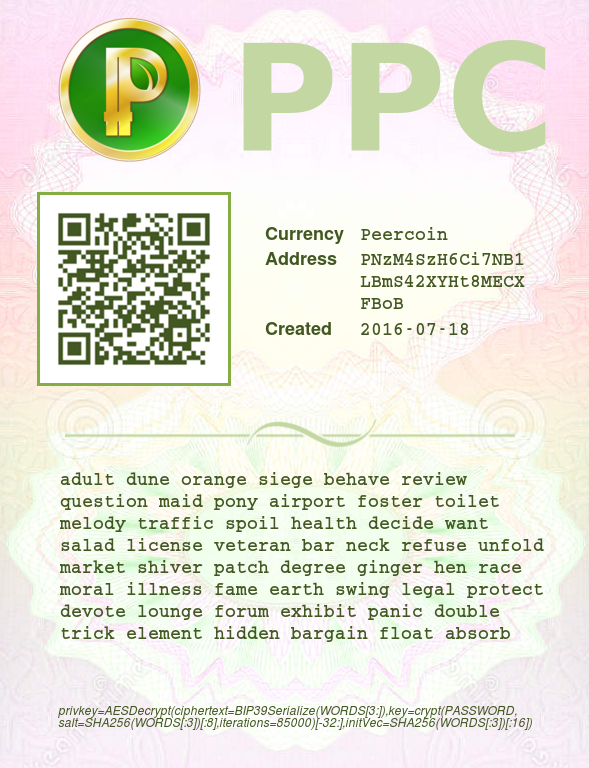 PPC
Currency Peercoin
Address PNzM4SzH6Ci7NB1
LBmS42XYHt8MECX
FBoB
Created 2016-07-18
adult dune orange siege behave review
question maid pony airport foster toilet
melody traffic spoil health decide want
salad license veteran bar neck refuse unfold
market shiver patch degree ginger hen race
moral illness fame earth swing legal protect
devote lounge forum exhibit panic double
trick element hidden bargain float absorb
privkey=AESDecrypt(ciphertext=BIP39Serialize(WORDS[3:]),key=crypt(PASSWORD,
salt=SHA256(WORDS[:3])[:8],iterations=85000)[-32:],initVec=SHA256(WORDS[:3])[:16])